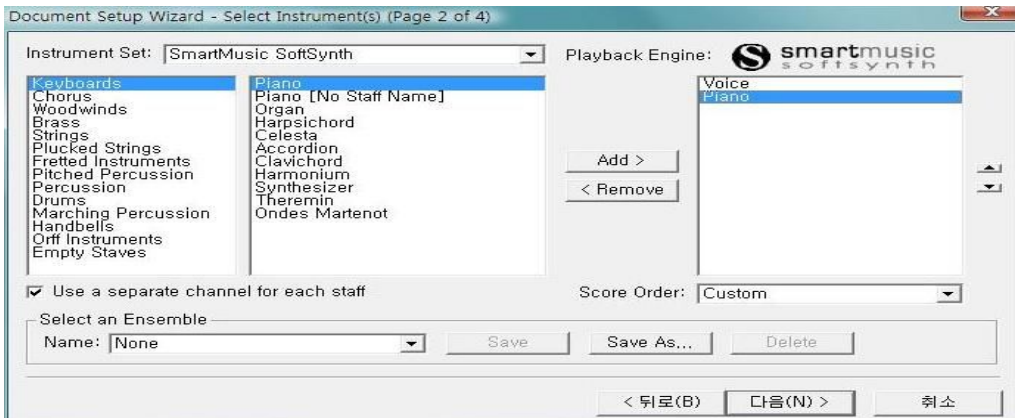 Document Setup Wizard - Select Instrument(s) (Page 2 of 4)
Instrument Set: SmartMusic SoftSynth
Playback Engine: smartmusic
softsynth
Keyboards
Chorus
Woodwinds
Brass
Strings
Plucked Strings
Fretted Instruments
Pitched Percussion
Percussion
Drums
Marching Percussion
Handbells
Orff Instruments
Empty Staves
Piano
Piano [No Staff Name]
Organ
Harpsichord
Celesta
Accordion
Clavichord
Harmonium
Synthesizer
Theremin
Ondes Martenot
Add >
< Remove
Voice
Piano
Use a separate channel for each staff
Score Order: Custom
Select an Ensemble
Name: None
Save
Save As...
Delete
< 뒤로(B)
다음(N) >
취소